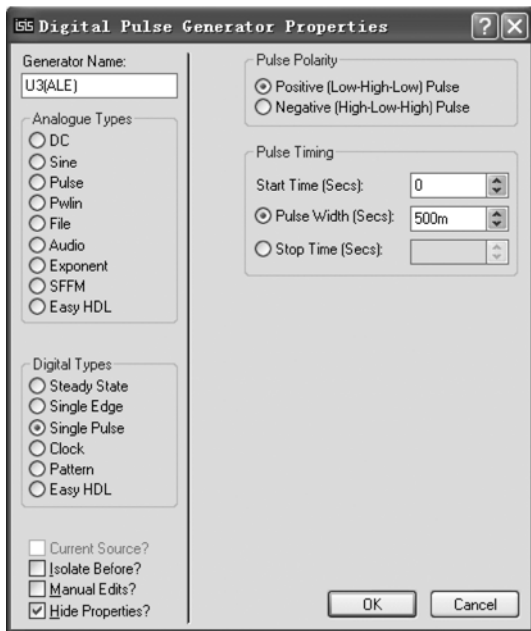 isis Digital Pulse Generator Properties
Generator Name:
U3(ALE)
Analogue Types
DC
Sine
Pulse
Pwlin
File
Audio
Exponent
SFFM
Easy HDL
Digital Types
Steady State
Single Edge
Single Pulse
Clock
Pattern
Easy HDL
Current Source?
Isolate Before?
Manual Edits?
Hide Properties?
Pulse Polarity
Positive (Low-High-Low) Pulse
Negative (High-Low-High) Pulse
Pulse Timing
Start Time (Secs): 0
Pulse Width (Secs): 500m
Stop Time (Secs):
OK Cancel